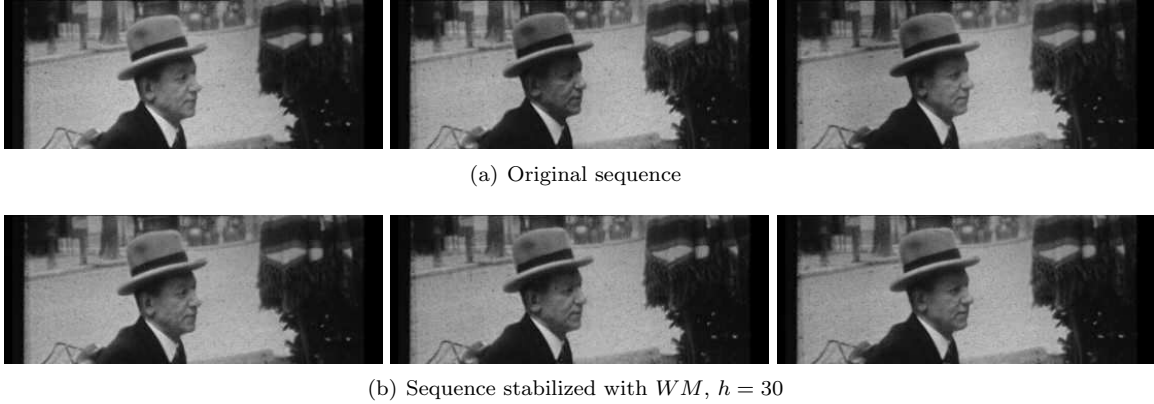 (a) Original sequence
(b) Sequence stabilized with WM, h = 30